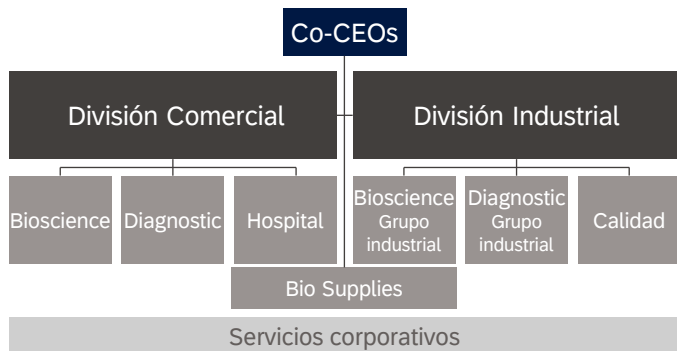 Co-CEOs
División Comercial
División Industrial
Bioscience
Diagnostic
Hospital
Bioscience
Grupo
industrial
Diagnostic
Grupo
industrial
Calidad
Bio Supplies
Servicios corporativos